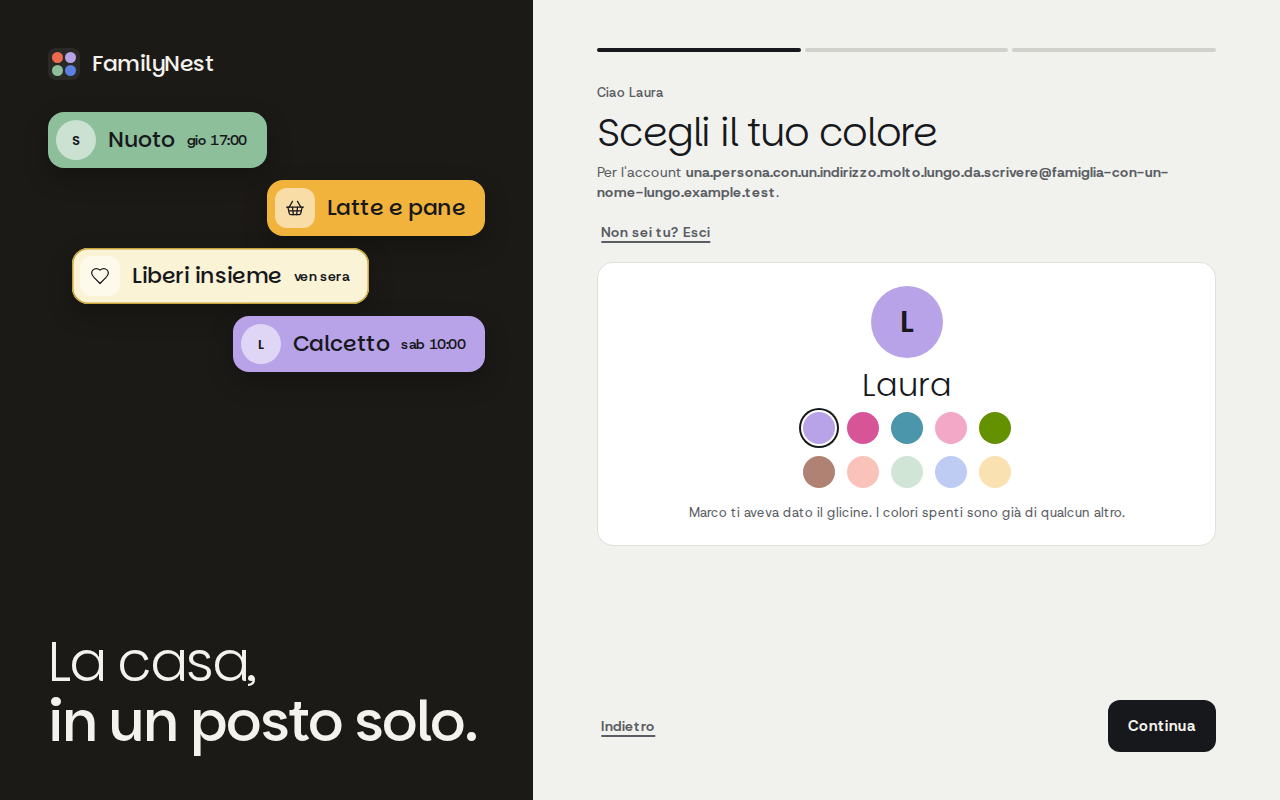 FamilyNest
S Nuoto gio 17:00
Latte e pane
Liberi insieme ven sera
L Calcetto sab 10:00
La casa,
in un posto solo.
Ciao Laura
Scegli il tuo colore
Per l'account una.persona.con.un.indirizzo.molto.lungo.da.scrivere@famiglia-con-un-
nome-lungo.example.test.
Non sei tu? Esci
L
Laura
Marco ti aveva dato il glicine. I colori spenti sono già di qualcun altro.
Indietro
Continua